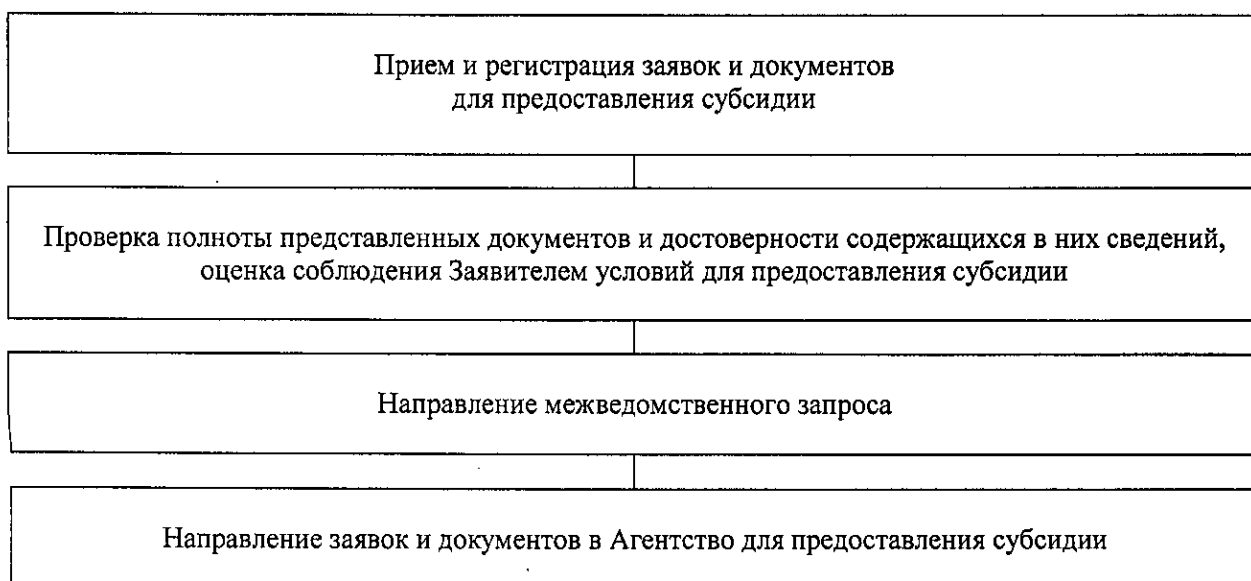 Прием и регистрация заявок и документов
для предоставления субсидии
Проверка полноты представленных документов и достоверности содержащихся в них сведений,
оценка соблюдения Заявителем условий для предоставления субсидии
Направление межведомственного запроса
Направление заявок и документов в Агентство для предоставления субсидии